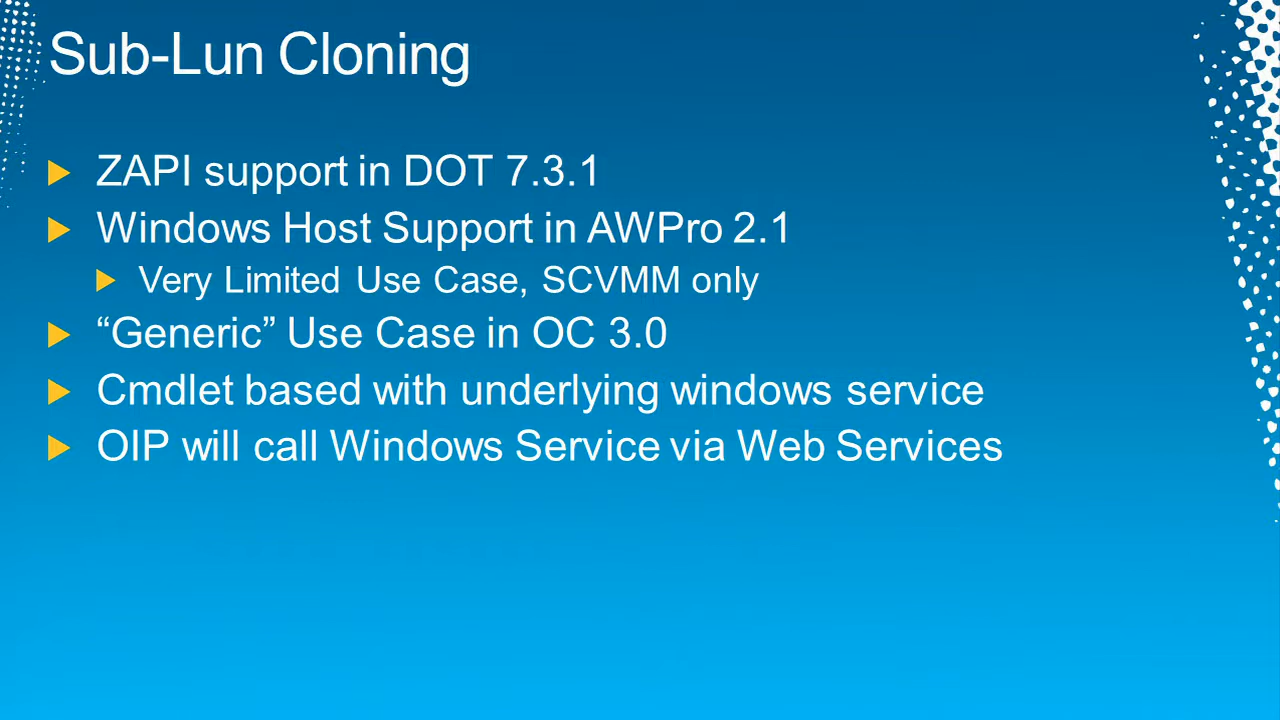 Sub-Lun Cloning
ZAPI support in DOT 7.3.1
Windows Host Support in AWPro 2.1
Very Limited Use Case, SCVMM only
“Generic” Use Case in OC 3.0
Cmdlet based with underlying windows service
OIP will call Windows Service via Web Services